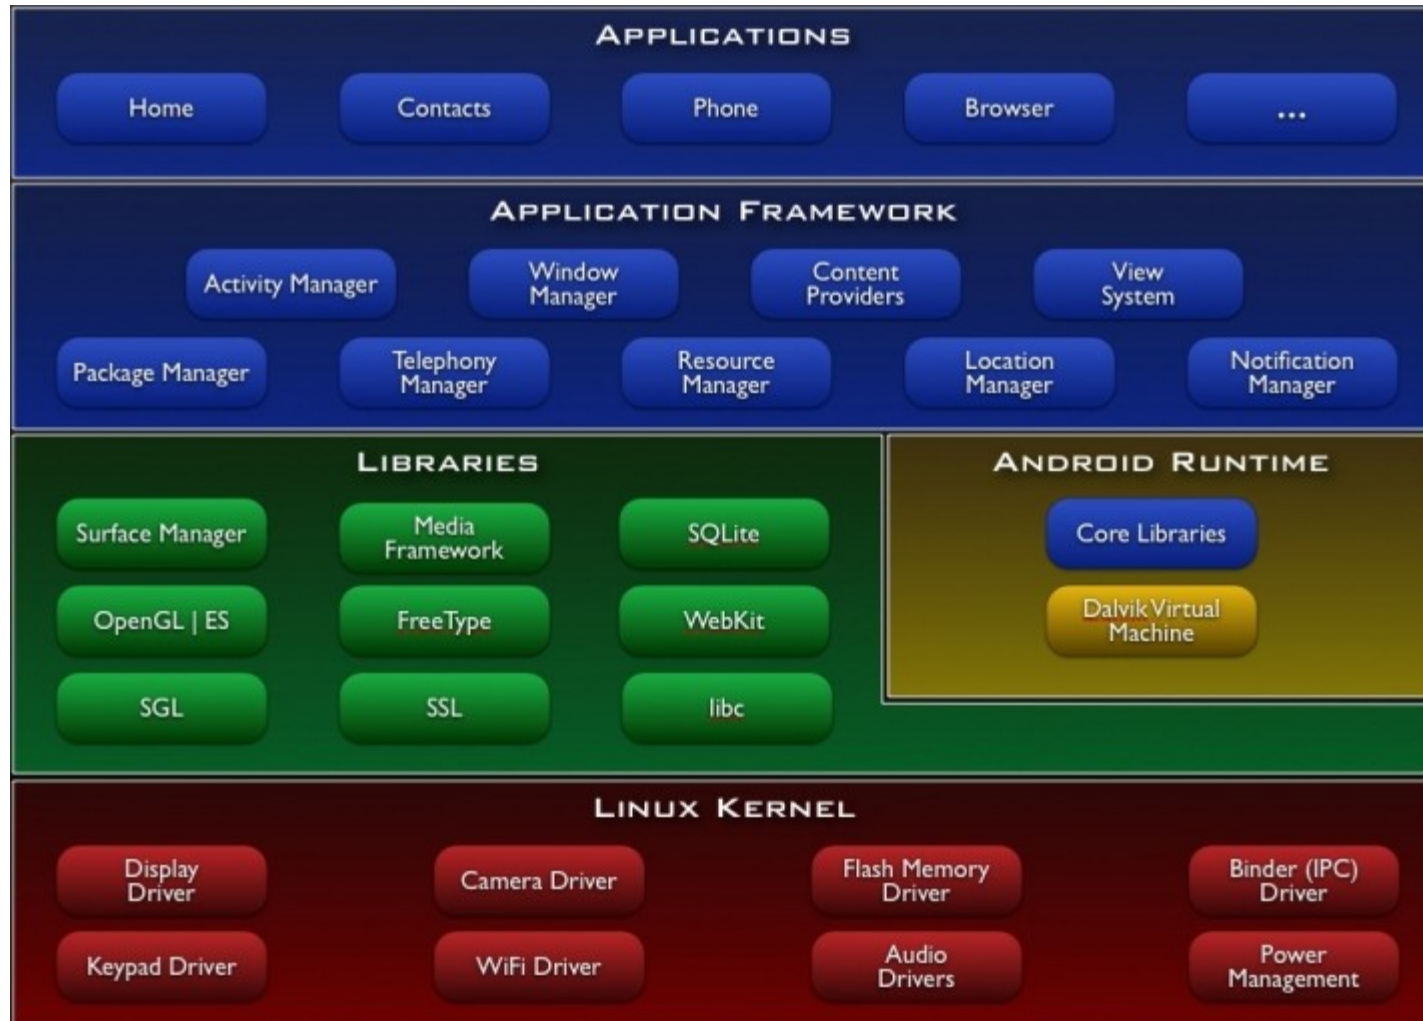 APPLICATIONS
Home
Contacts
Phone
Browser
...
APPLICATION FRAMEWORK
Activity Manager
Window
Manager
Content
Providers
View
System
Package Manager
Telephony
Manager
Resource
Manager
Location
Manager
Notification
Manager
LIBRARIES
Surface Manager
Media
Framework
SQLite
OpenGL | ES
FreeType
WebKit
SGL
SSL
libc
ANDROID RUNTIME
Core Libraries
Dalvik Virtual
Machine
LINUX KERNEL
Display
Driver
Camera Driver
Flash Memory
Driver
Binder (IPC)
Driver
Keypad Driver
WiFi Driver
Audio
Drivers
Power
Management